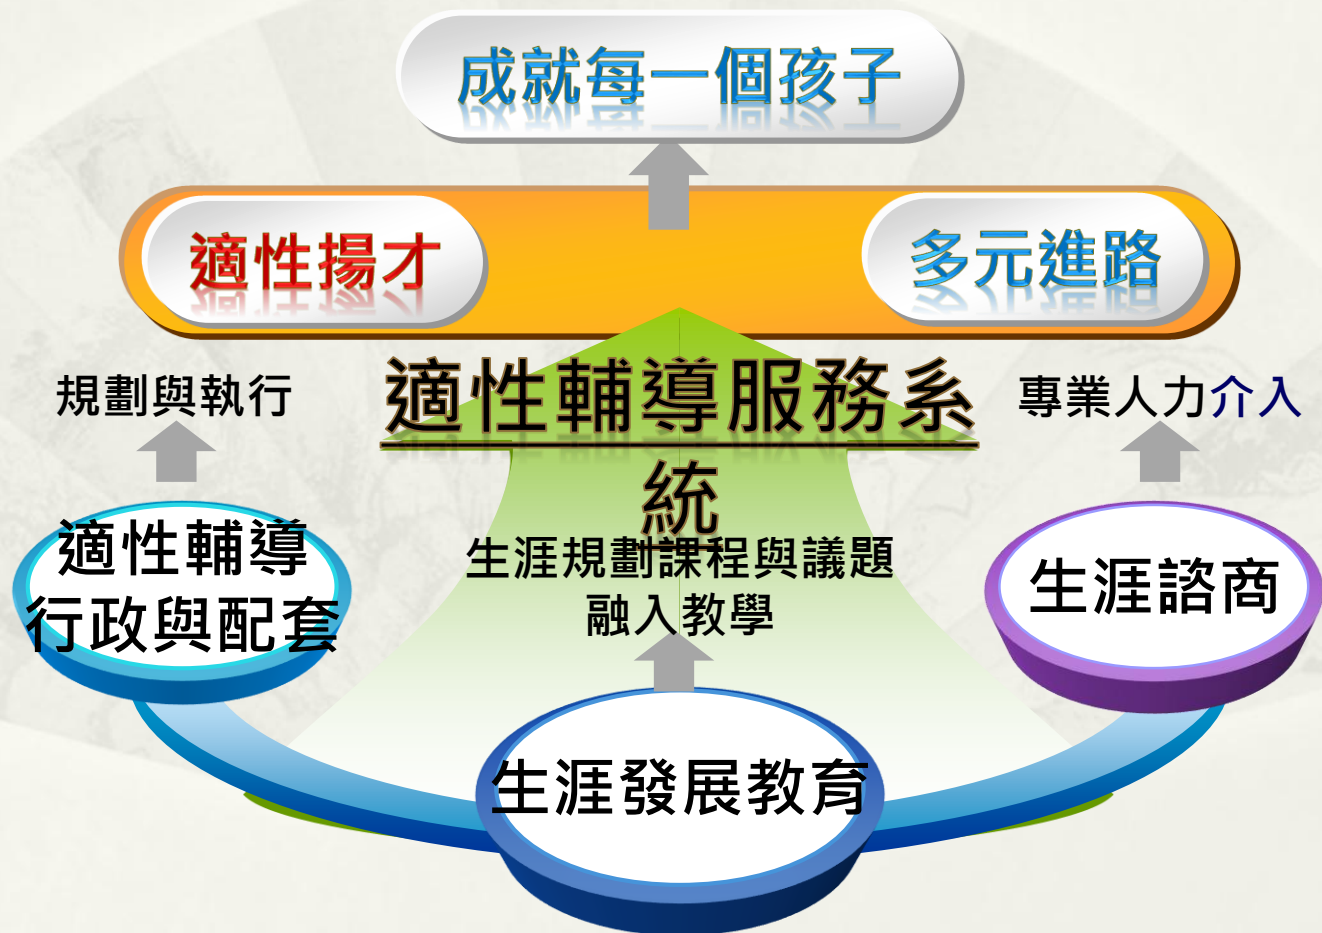 成就每一個孩子
適性揚才
多元進路
規劃與執行
適性輔導服務系
統
專業人力介入
適性輔導
行政與配套
生涯規劃課程與議題
融入教學
生涯諮商
生涯發展教育